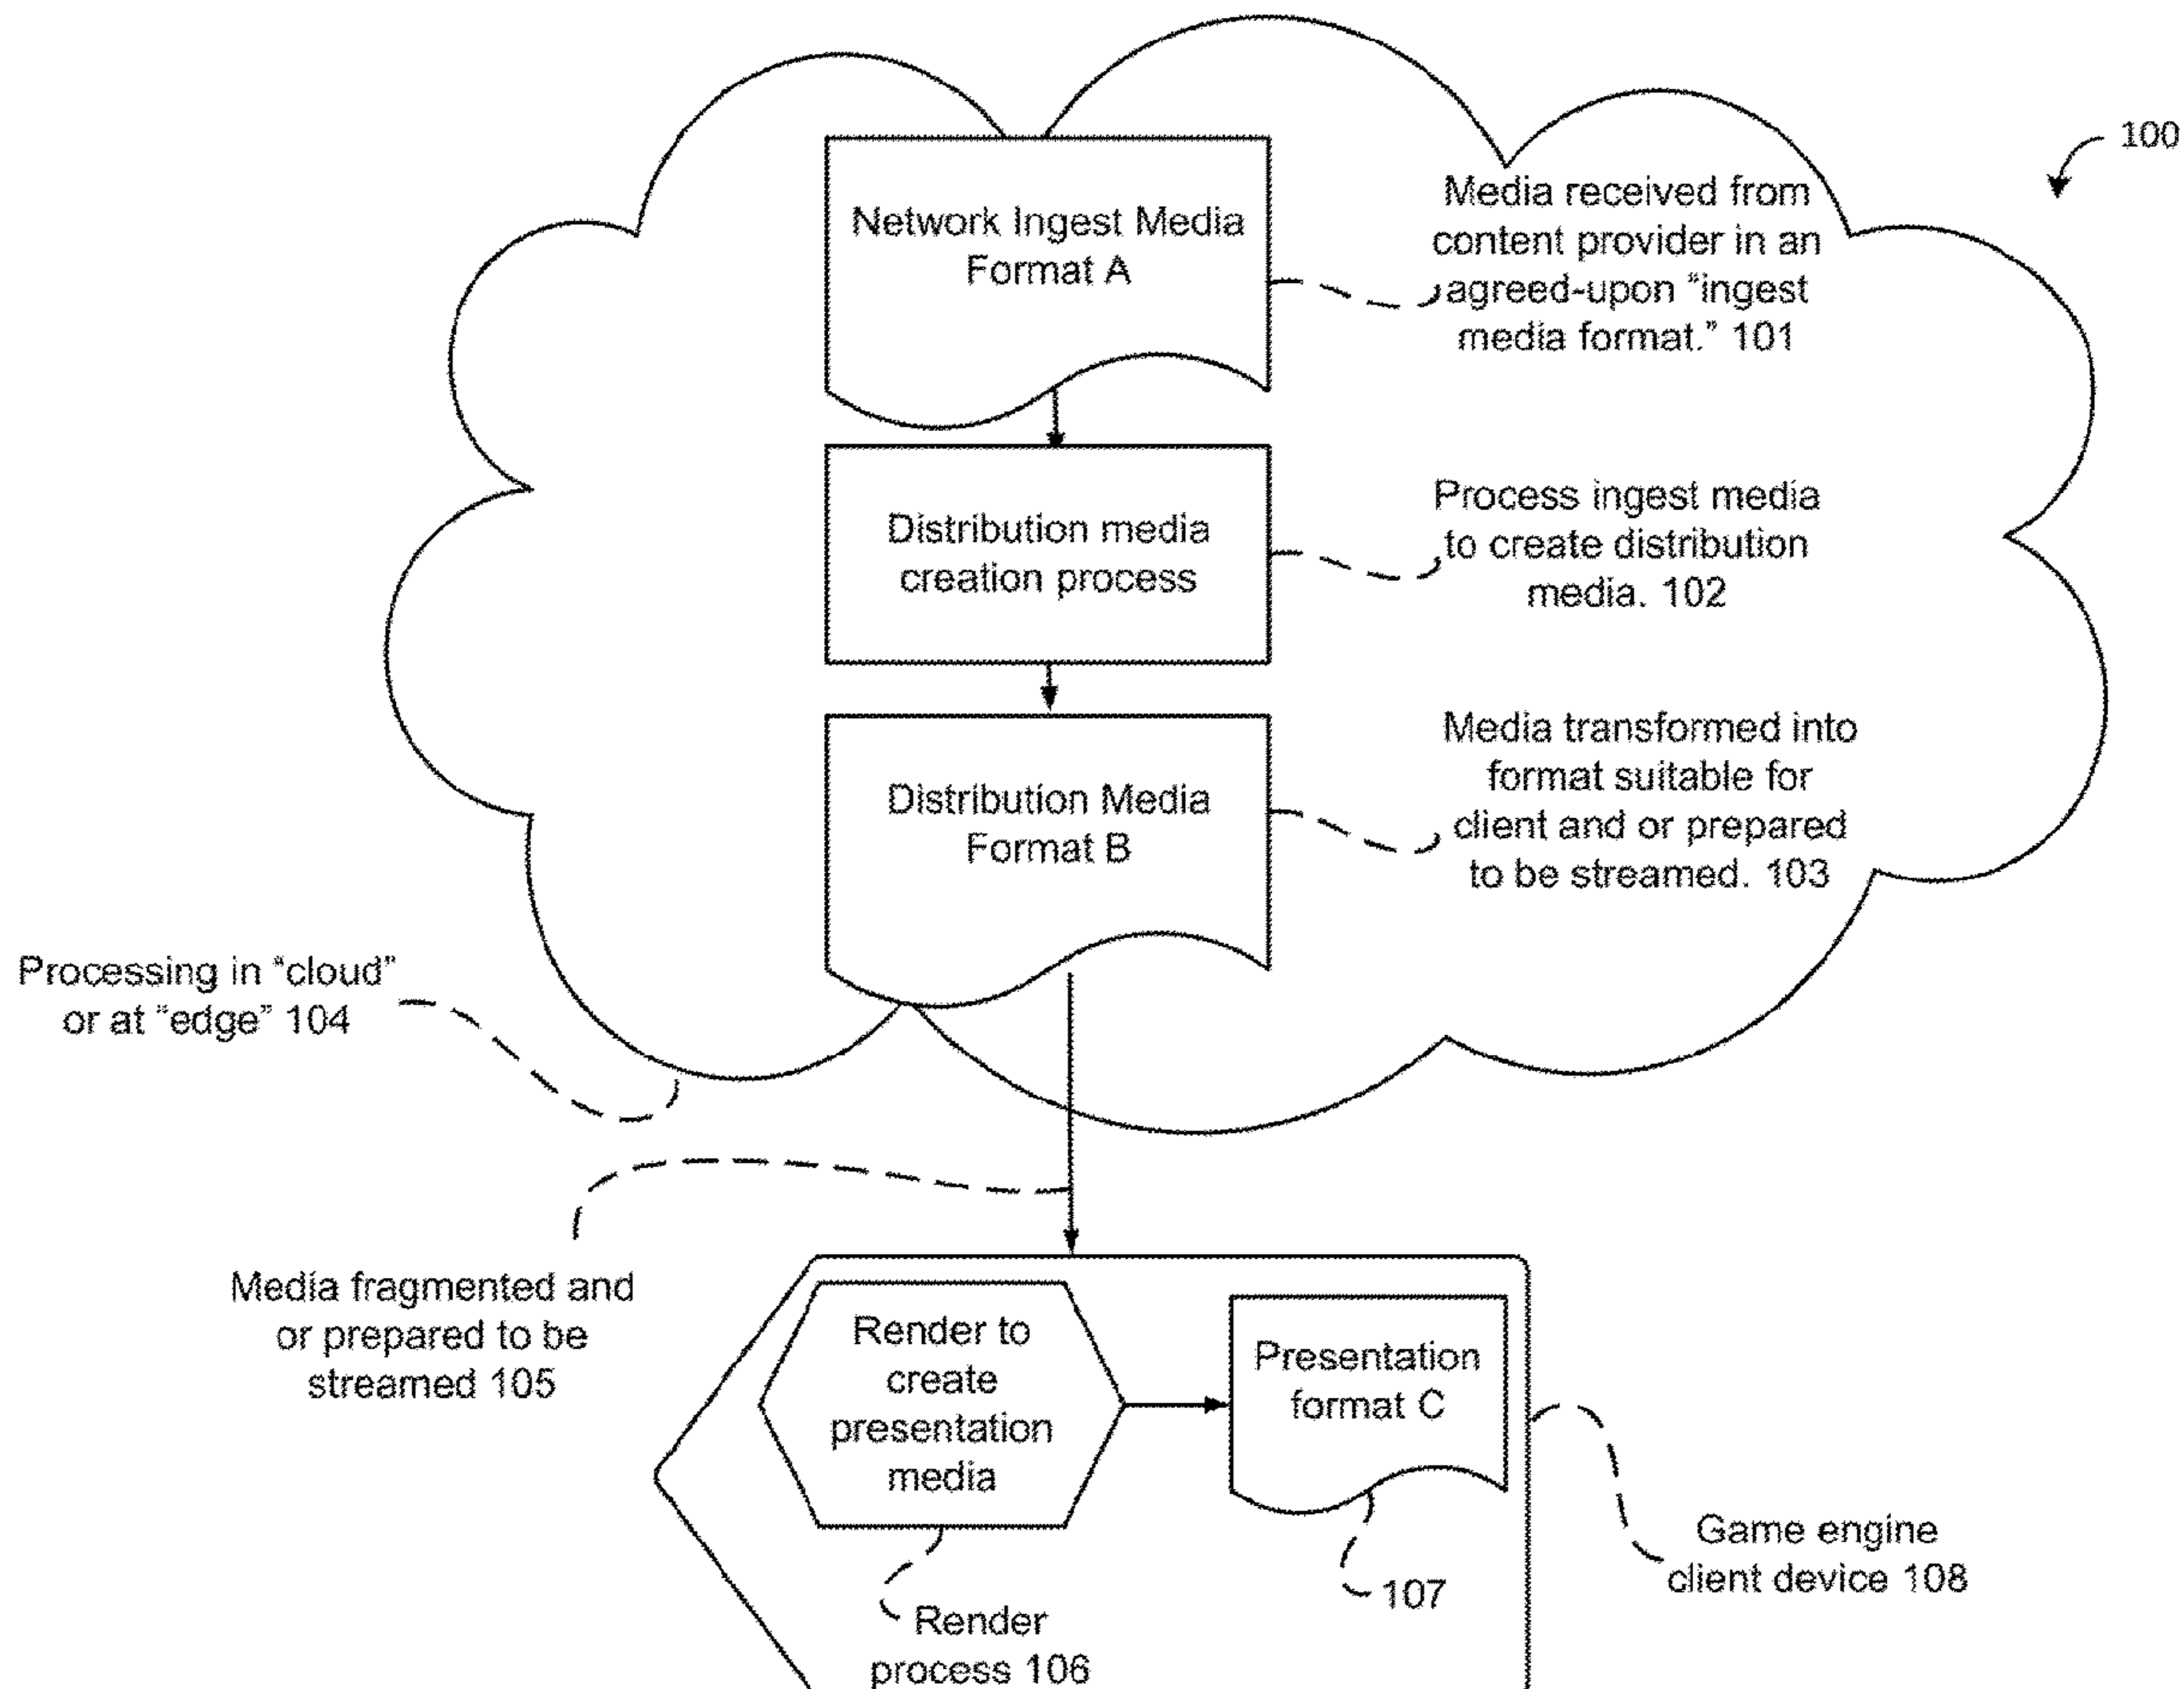 100
Network Ingest Media
Format A
Media received from
content provider in an
agreed-upon “ingest
media format.” 101
Distribution media
creation process
Process ingest media
to create distribution
media. 102
Distribution Media
Format B
Media transformed into
format suitable for
client and or prepared
to be streamed. 103
Processing in “cloud”
or at “edge” 104
Media fragmented and
or prepared to be
streamed 105
Render to
create
presentation
media
Presentation
format C
Game engine
client device 108
107
Render
process 106